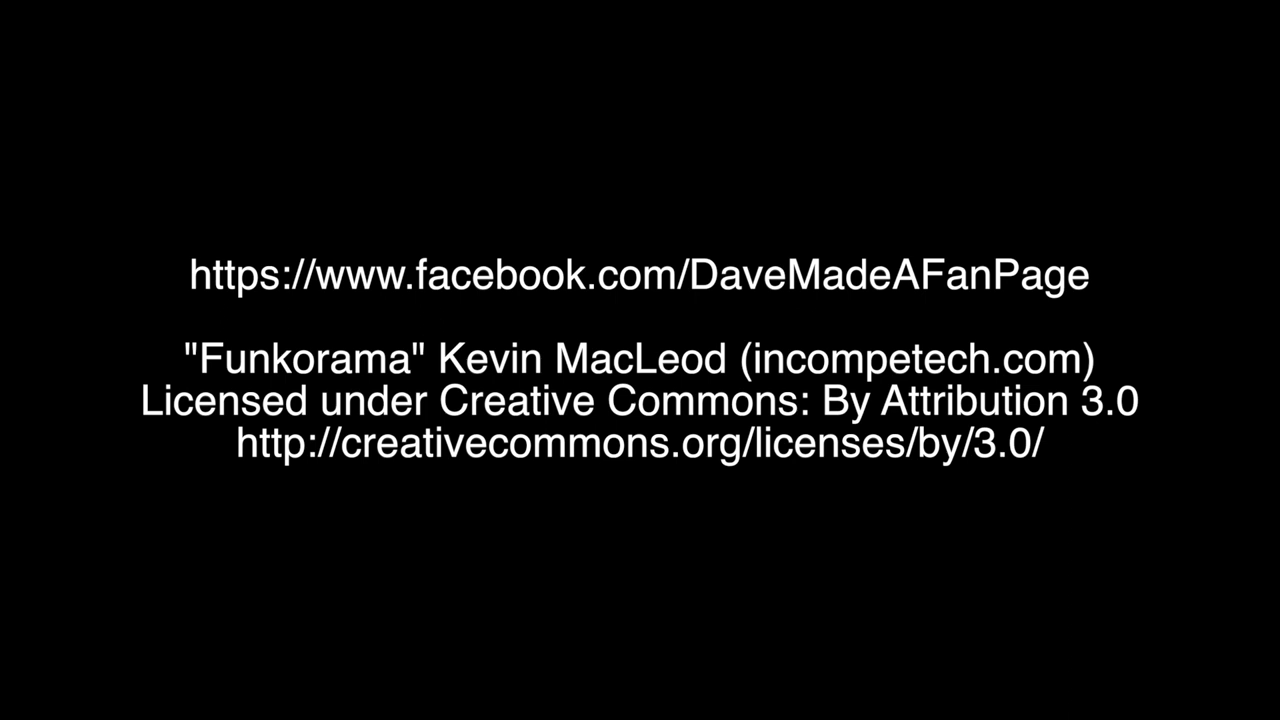 https://www.facebook.com/DaveMadeAFanPage
"Funkorama" Kevin MacLeod (incompetech.com)
Licensed under Creative Commons: By Attribution 3.0
http://creativecommons.org/licenses/by/3.0/